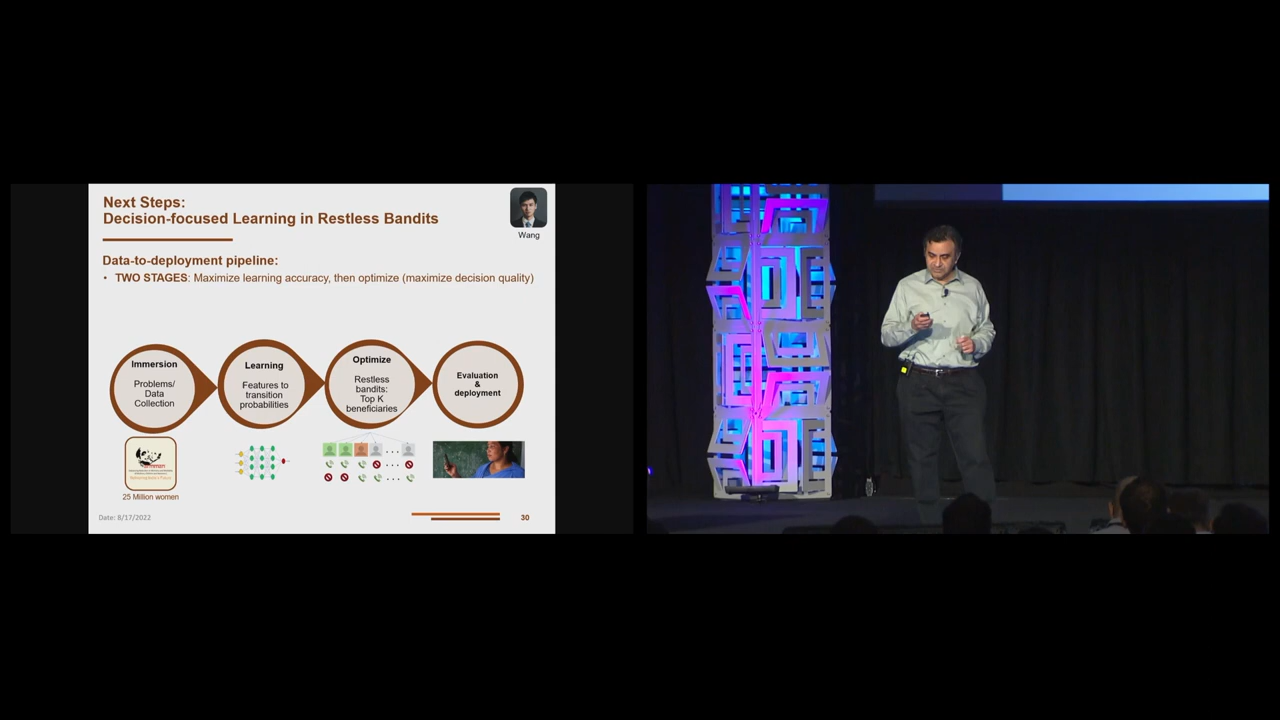 Next Steps:
Decision-focused Learning in Restless Bandits
Wang
Data-to-deployment pipeline:
• TWO STAGES: Maximize learning accuracy, then optimize (maximize decision quality)
Immersion
Problems/
Data
Collection
Learning
Features to
transition
probabilities
Optimize
Restless
bandits:
Top K
beneficiaries
Evaluation
&
deployment
25 Million women
Date: 8/17/2022
30